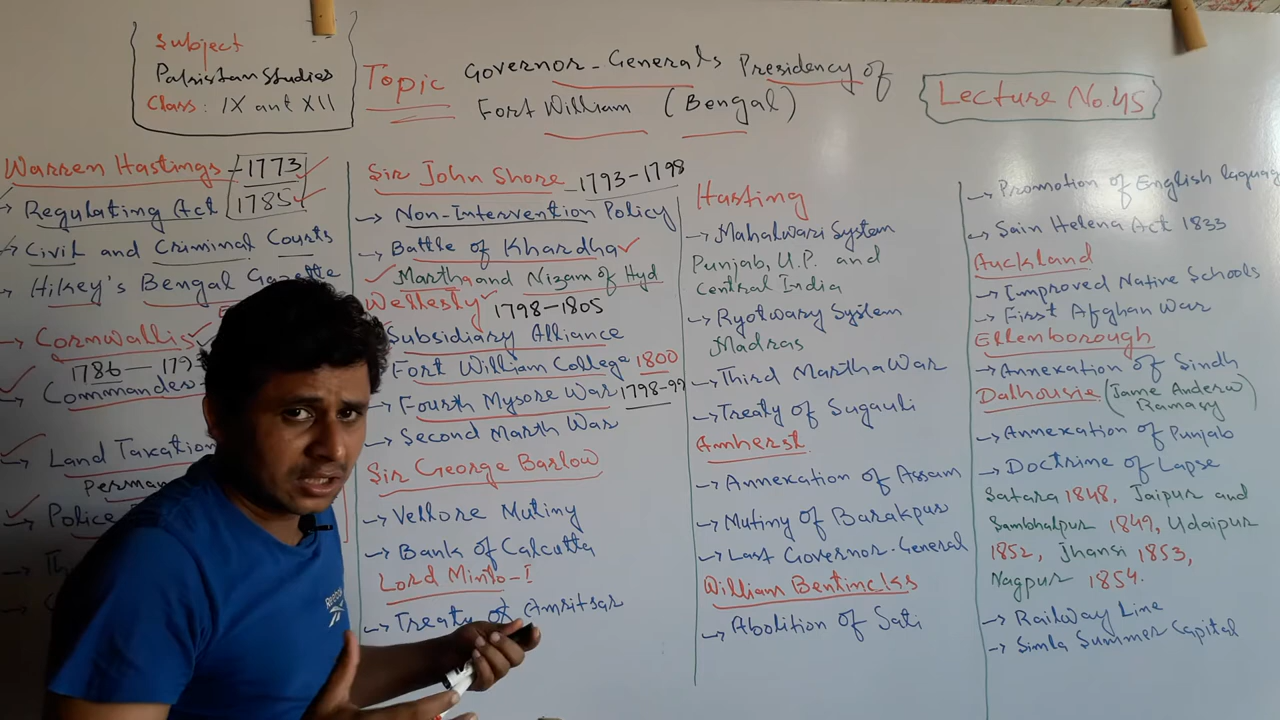 Subject
Pakistan Studies
Class: IX ant XII
Topic Governor-Generals Presidency of
Fort William (Bengal)
Lecture No.45
Warren Hastings - 1773
1785
→ Regulating Act
→ Civil and Criminal Courts
→ Hikey's Bengal Gazette
→ Cornwallis
1786 — 179
Commander
→ Land Taxation
Perman
→ Police
Sir John Shore - 1793-1798
→ Non-Intervention Policy
→ Battle of Khardha
Martha and Nizam of Hyd
Wellesly 1798-1805
Subsidiary Alliance
Fort William College 1800
→ Fourth Mysore War 1798-99
→ Second Marth War
Sir George Barlow
→ Vellore Mutiny
→ Bank of Calcutta
Lord Minto-I
→ Treaty of Amritsar
Hasting
→ Mahalwari System
Punjab, U.P. and
Central India
→ Ryotwary System
Madras
→ Third Martha War
→ Treaty of Sugauli
Amherst
→ Annexation of Assam
→ Mutiny of Barakpur
→ Last Governor-General
William Bentincks
→ Abolition of Sati
→ Promotion of English
→ Sain Helena Act 1833
Auckland
→ Improved Native Schools
→ First Afghan War
Ellenborough
→ Annexation of Sindh
Dalhousie (Jame Anderw
Ramasy)
→ Annexation of Punjab
→ Doctrine of Lapse
Satara 1848, Jaipur and
Sambhalpur 1849, Udaipur
1852, Jhansi 1853,
Nagpur 1854.
→ Railway Line
→ Simla Summer Capital
Reebok